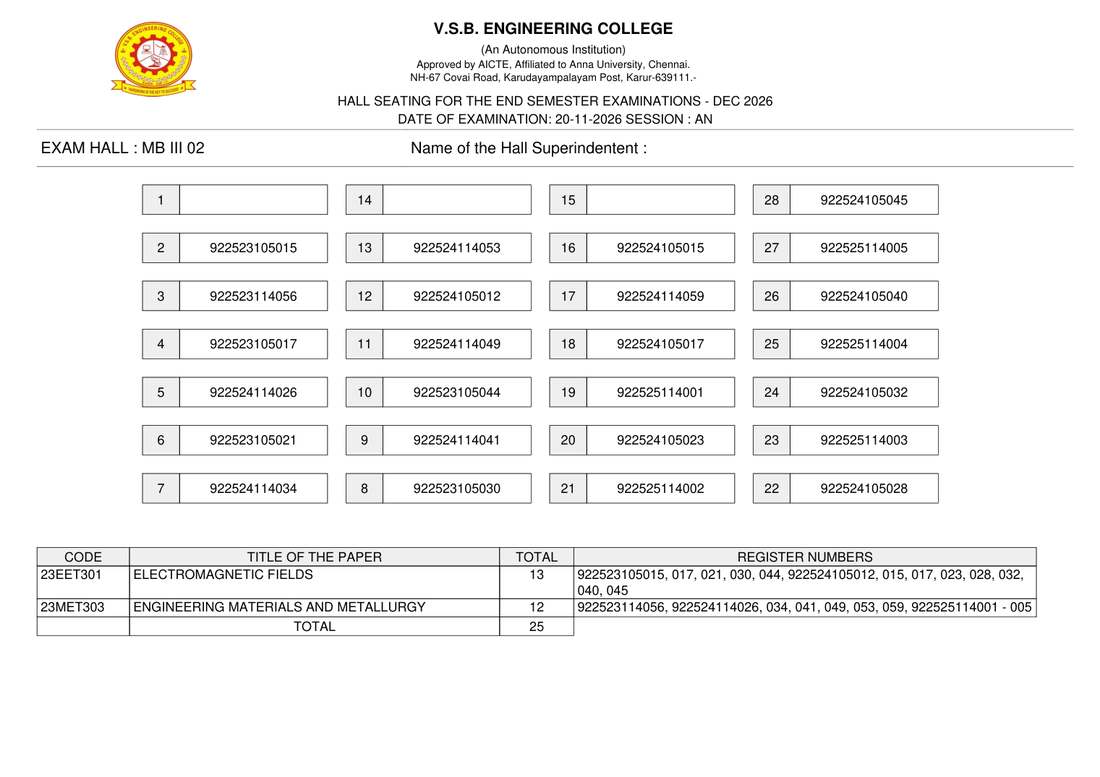 V.S.B. ENGINEERING COLLEGE
(An Autonomous Institution)
Approved by AICTE, Affiliated to Anna University, Chennai.
NH-67 Covai Road, Karudayampalayam Post, Karur-639111.-
HALL SEATING FOR THE END SEMESTER EXAMINATIONS - DEC 2026
DATE OF EXAMINATION: 20-11-2026 SESSION : AN
EXAM HALL : MB III 02 Name of the Hall Superindentent :
1 14 15 28 922524105045
2 922523105015 13 922524114053 16 922524105015 27 922525114005
3 922523114056 12 922524105012 17 922524114059 26 922524105040
4 922523105017 11 922524114049 18 922524105017 25 922525114004
5 922524114026 10 922523105044 19 922525114001 24 922524105032
6 922523105021 9 922524114041 20 922524105023 23 922525114003
7 922524114034 8 922523105030 21 922525114002 22 922524105028
CODE TITLE OF THE PAPER TOTAL REGISTER NUMBERS
23EET301 ELECTROMAGNETIC FIELDS 13 922523105015, 017, 021, 030, 044, 922524105012, 015, 017, 023, 028, 032,
040, 045
23MET303 ENGINEERING MATERIALS AND METALLURGY 12 922523114056, 922524114026, 034, 041, 049, 053, 059, 922525114001 - 005
TOTAL 25